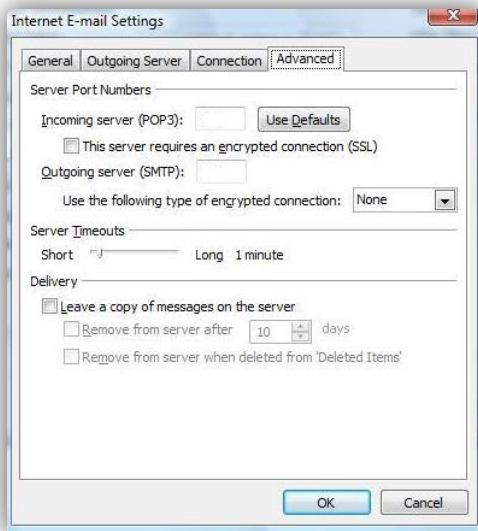 Internet E-mail Settings
General Outgoing Server Connection Advanced
Server Port Numbers
Incoming server (POP3): Use Defaults
This server requires an encrypted connection (SSL)
Outgoing server (SMTP):
Use the following type of encrypted connection: None
Server Timeouts
Short Long 1 minute
Delivery
Leave a copy of messages on the server
Remove from server after 10 days
Remove from server when deleted from 'Deleted Items'
OK Cancel